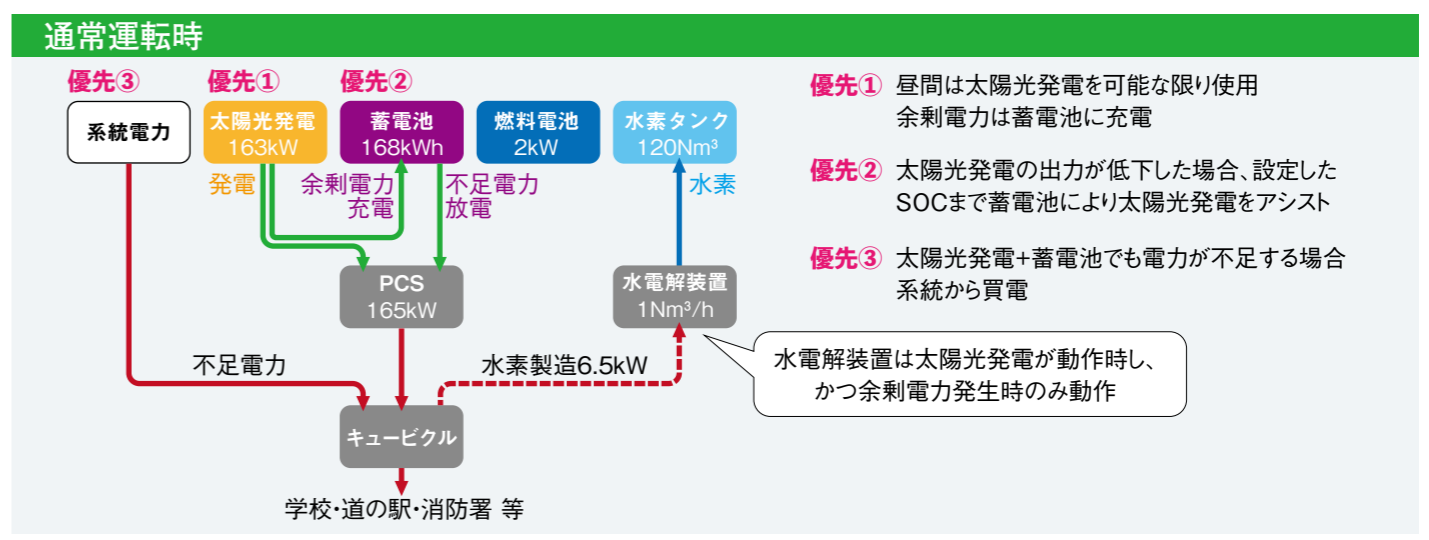 通常運転時
優先③
優先①
優先②
系統電力
太陽光発電
163kW
蓄電池
168kWh
燃料電池
2kW
水素タンク
120Nm³
発電
余剰電力
充電
不足電力
放電
水素
PCS
165kW
水電解装置
1Nm³/h
不足電力
水素製造6.5kW
キュービクル
学校・道の駅・消防署 等
優先① 昼間は太陽光発電を可能な限り使用
余剰電力は蓄電池に充電
優先② 太陽光発電の出力が低下した場合、設定した
SOCまで蓄電池により太陽光発電をアシスト
優先③ 太陽光発電+蓄電池でも電力が不足する場合
系統から買電
水電解装置は太陽光発電が動作時し、
かつ余剰電力発生時のみ動作